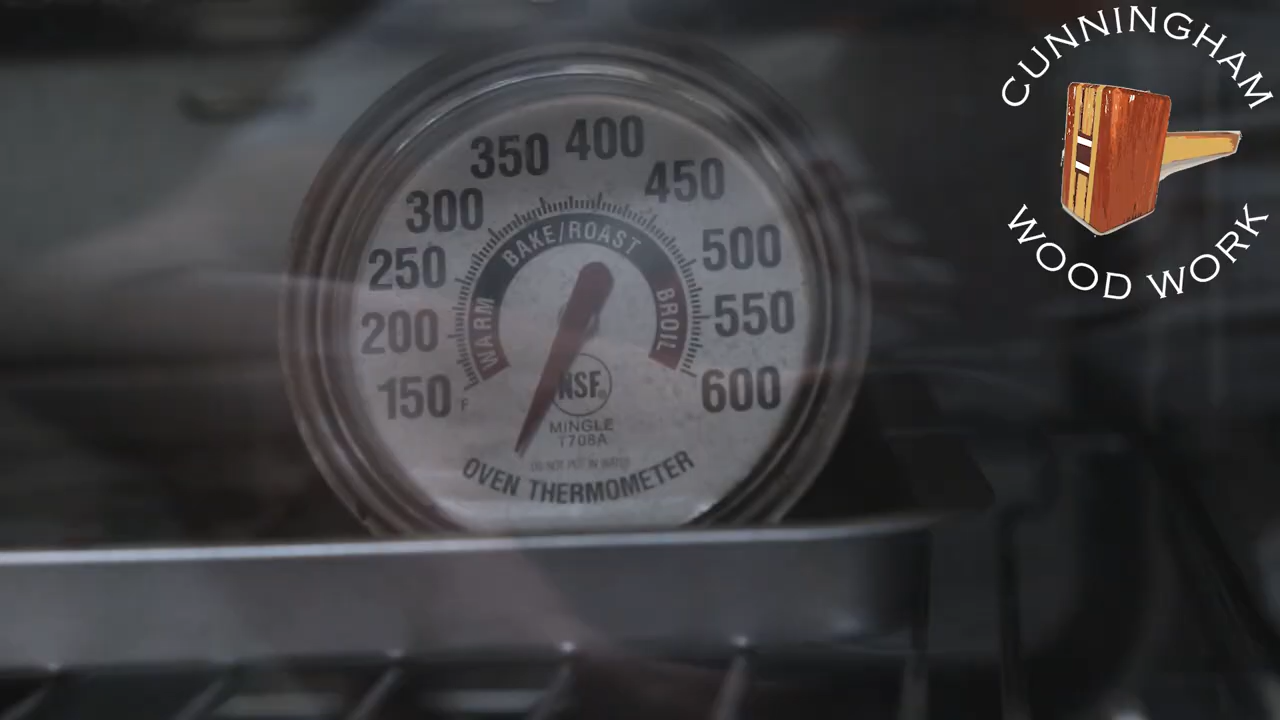 CUNNINGHAM
WOOD WORK
150
200
250
300
350
400
450
500
550
600
F
WARM
BAKE/ROAST
BROIL
NSF
MINGLE
T708A
DO NOT PUT IN WATER
OVEN THERMOMETER